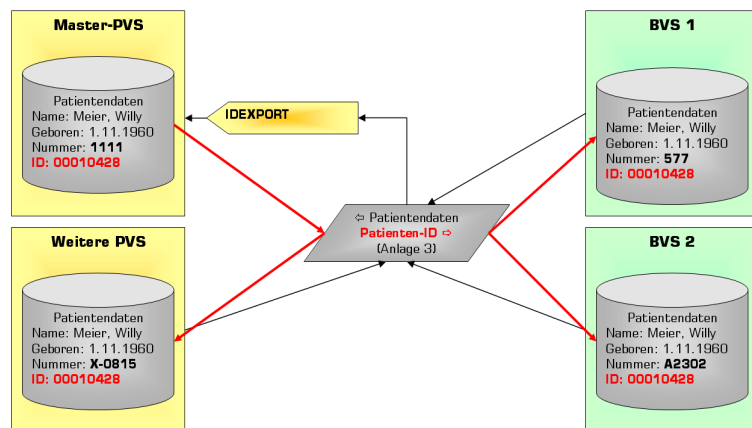 Master-PVS
Patientendaten
Name: Meier, Willy
Geboren: 1.11.1960
Nummer: 1111
ID: 00010428
IDEXPORT
BVS 1
Patientendaten
Name: Meier, Willy
Geboren: 1.11.1960
Nummer: 577
ID: 00010428
⇦ Patientendaten
Patienten-ID ⇨
(Anlage 3)
Weitere PVS
Patientendaten
Name: Meier, Willy
Geboren: 1.11.1960
Nummer: X-0815
ID: 00010428
BVS 2
Patientendaten
Name: Meier, Willy
Geboren: 1.11.1960
Nummer: A2302
ID: 00010428